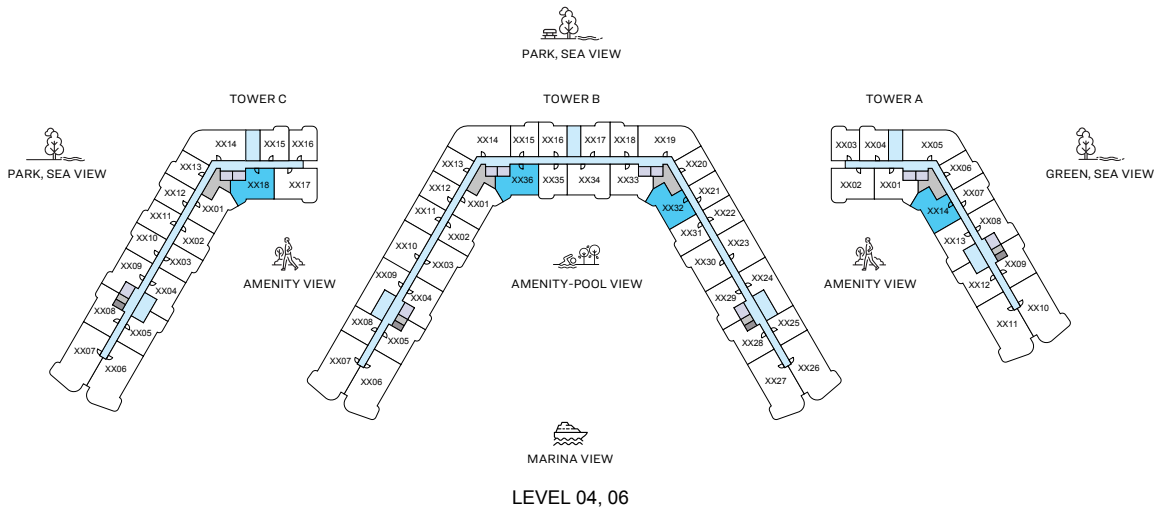 PARK, SEA VIEW
TOWER C
TOWER B
TOWER A
PARK, SEA VIEW
GREEN, SEA VIEW
XX14
XX15
XX16
XX13
XX12
XX11
XX10
XX09
XX08
XX07
XX06
XX05
XX04
XX03
XX02
XX01
XX18
XX17
XX14
XX15
XX16
XX17
XX18
XX19
XX13
XX12
XX11
XX10
XX09
XX08
XX07
XX06
XX05
XX04
XX03
XX02
XX01
XX36
XX35
XX34
XX33
XX32
XX31
XX30
XX29
XX28
XX27
XX26
XX25
XX24
XX23
XX22
XX21
XX20
XX03
XX04
XX05
XX02
XX01
XX06
XX07
XX08
XX09
XX10
XX11
XX12
XX13
XX14
AMENITY VIEW
AMENITY-POOL VIEW
AMENITY VIEW
MARINA VIEW
LEVEL 04, 06